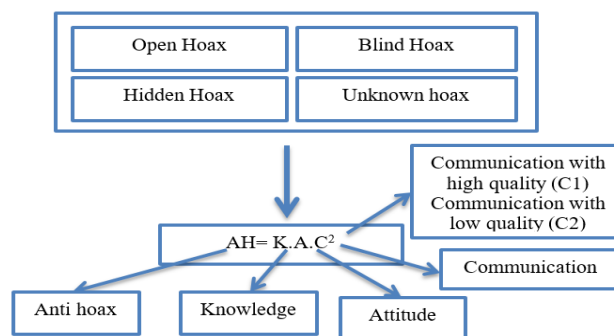 Open Hoax
Blind Hoax
Hidden Hoax
Unknown hoax
Communication with
high quality (C1)
Communication with
low quality (C2)
AH= K.A.C²
Communication
Anti hoax
Knowledge
Attitude